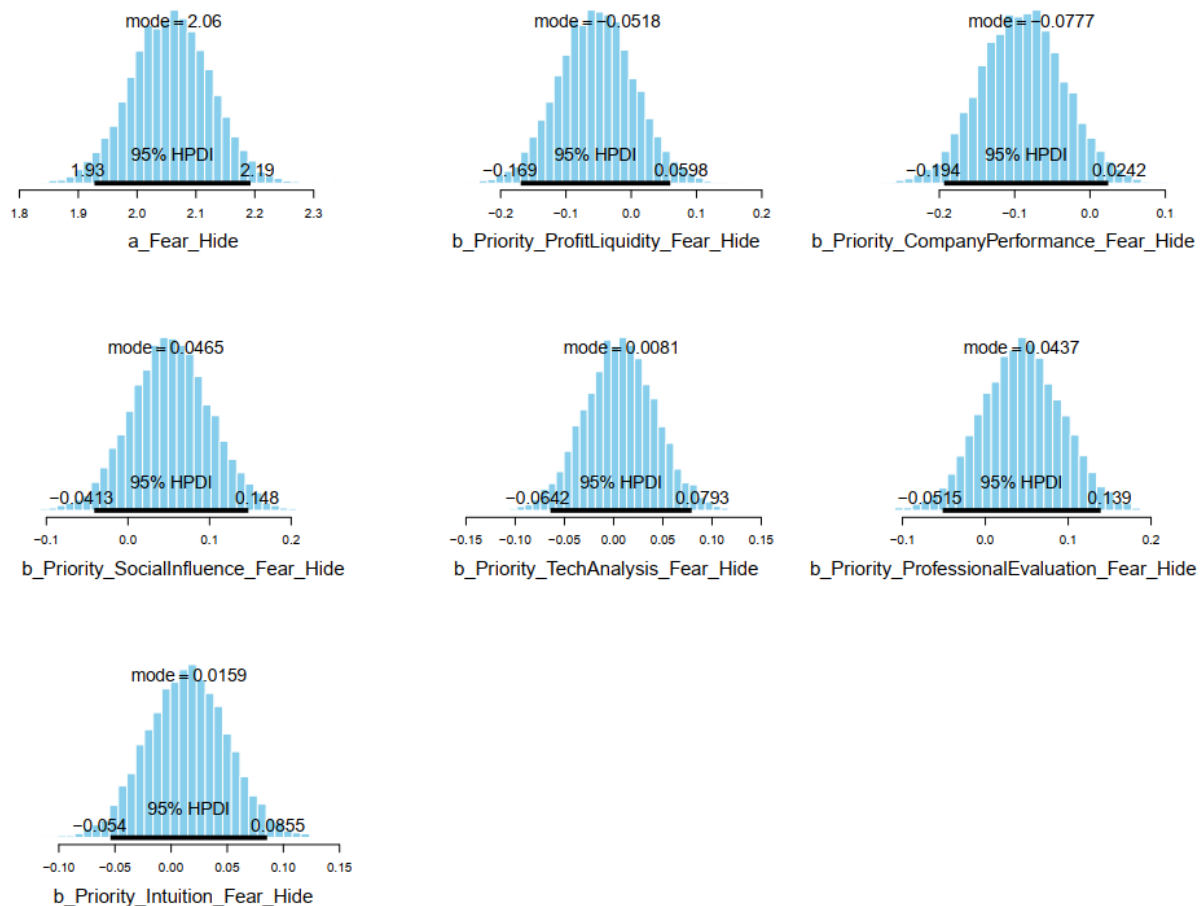 mode = 2.06
95% HPDI
1.93 2.19
1.8 1.9 2.0 2.1 2.2 2.3
a_Fear_Hide
mode = −0.0518
95% HPDI
−0.169 0.0598
−0.2 −0.1 0.0 0.1 0.2
b_Priority_ProfitLiquidity_Fear_Hide
mode = −0.0777
95% HPDI
−0.194 0.0242
−0.2 −0.1 0.0 0.1
b_Priority_CompanyPerformance_Fear_Hide
mode = 0.0465
95% HPDI
−0.0413 0.148
−0.1 0.0 0.1 0.2
b_Priority_SocialInfluence_Fear_Hide
mode = 0.0081
95% HPDI
−0.0642 0.0793
−0.15 −0.10 −0.05 0.00 0.05 0.10 0.15
b_Priority_TechAnalysis_Fear_Hide
mode = 0.0437
95% HPDI
−0.0515 0.139
−0.1 0.0 0.1 0.2
b_Priority_ProfessionalEvaluation_Fear_Hide
mode = 0.0159
95% HPDI
−0.054 0.0855
−0.10 −0.05 0.00 0.05 0.10 0.15
b_Priority_Intuition_Fear_Hide